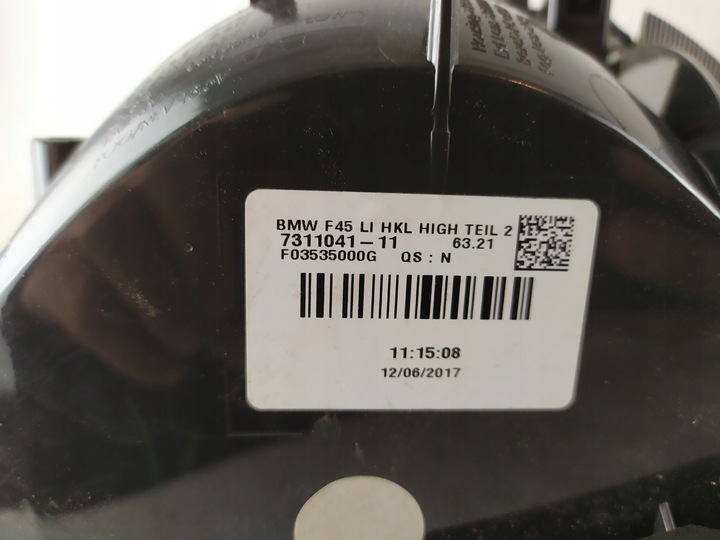 BMW F45 LI HKL HIGH TEIL 2
7311041-11 63.21
F03535000G QS : N
11:15:08
12/06/2017